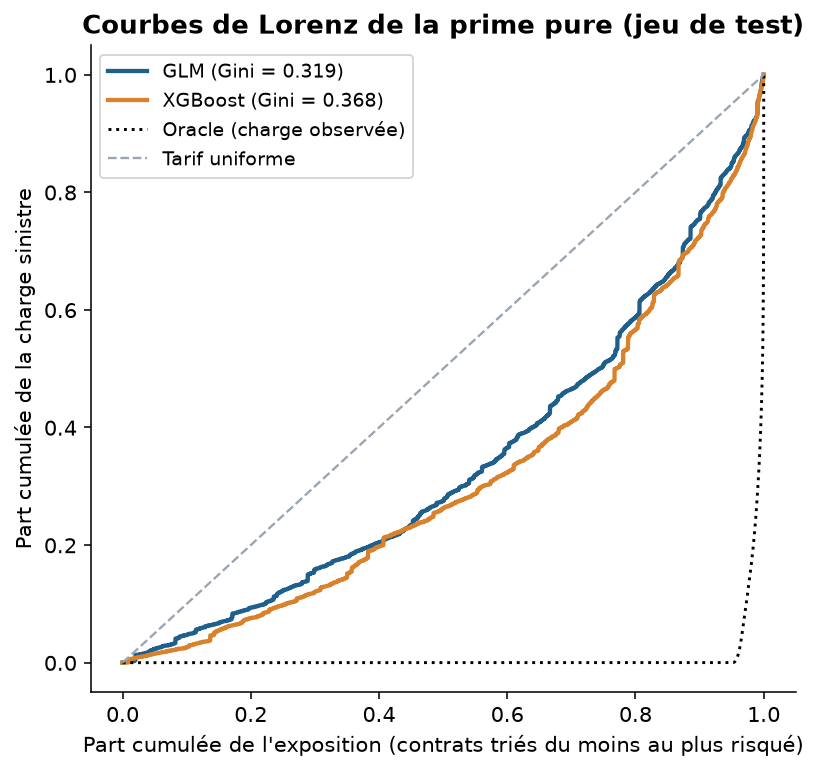 Courbes de Lorenz de la prime pure (jeu de test)
GLM (Gini = 0.319)
XGBoost (Gini = 0.368)
Oracle (charge observée)
Tarif uniforme
Part cumulée de la charge sinistre
1.0
0.8
0.6
0.4
0.2
0.0
0.0 0.2 0.4 0.6 0.8 1.0
Part cumulée de l'exposition (contrats triés du moins au plus risqué)